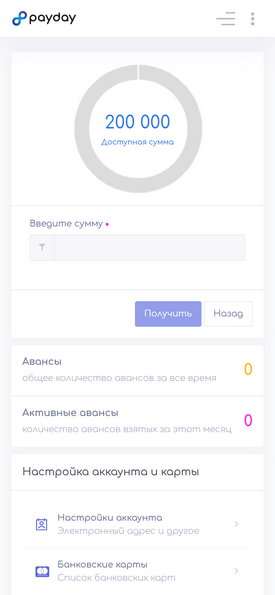 payday
200 000
Доступная сумма
Введите сумму
₸
Получить
Назад
Авансы
общее количество авансов за все время
0
Активные авансы
количество авансов взятых за этот месяц
0
Настройка аккаунта и карты
Настройки аккаунта
Электронный адрес и другое
Банковские карты
Список банковских карт